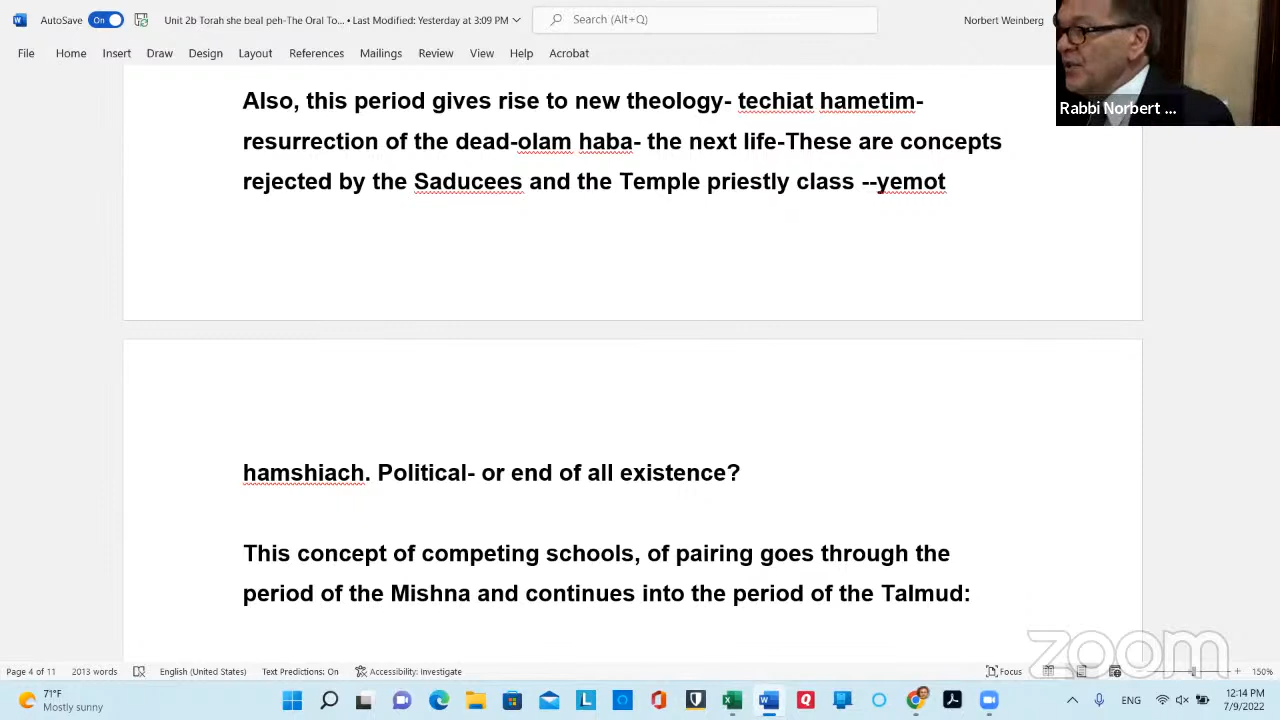 AutoSave On Unit 2b Torah she beal peh-The Oral To... • Last Modified: Yesterday at 3:09 PM Search (Alt+Q) Norbert Weinberg
File Home Insert Draw Design Layout References Mailings Review View Help Acrobat
Rabbi Norbert ...
Also, this period gives rise to new theology- techiat hametim-
resurrection of the dead-olam haba- the next life-These are concepts
rejected by the Saducees and the Temple priestly class --yemot
hamshiach. Political- or end of all existence?
This concept of competing schools, of pairing goes through the
period of the Mishna and continues into the period of the Talmud:
zoom
Page 4 of 11 2013 words English (United States) Text Predictions: On Accessibility: Investigate Focus 150%
77°F
Mostly sunny
ENG
12:14 PM
7/9/2022